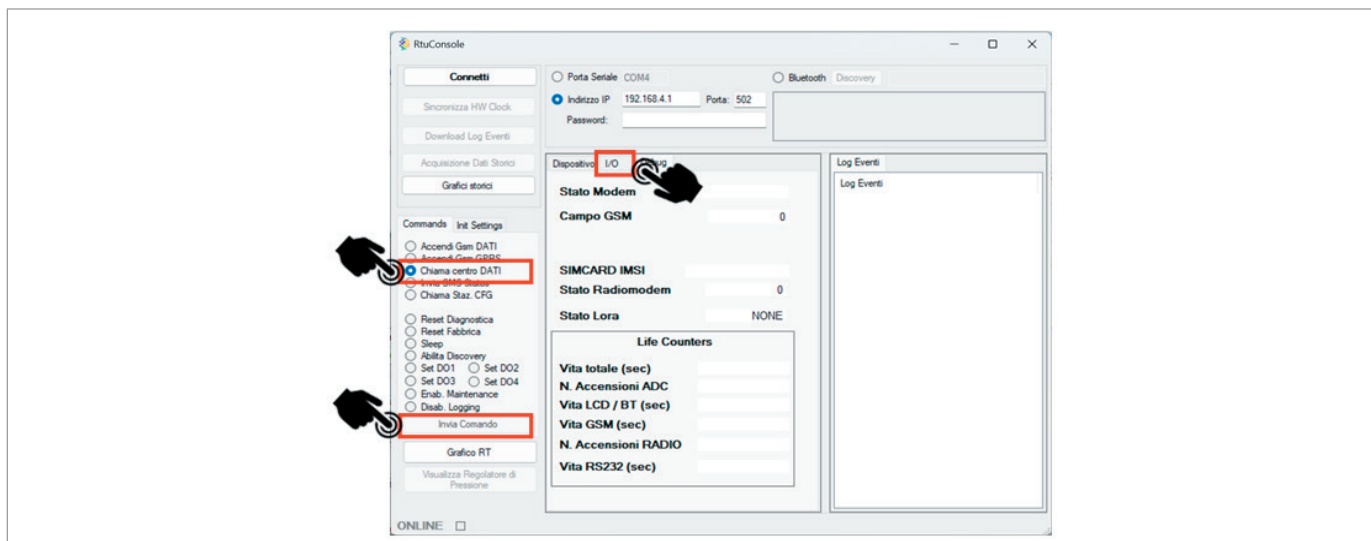 RtuConsole
Connetti
Sincronizza HW Clock
Download Log Eventi
Acquisizione Dati Storici
Grafici storici
Porta Seriale COM4
Bluetooth Discovery
Indirizzo IP 192.168.4.1 Porta: 502
Password:
Commands Init Settings
Accendi Gsm DATI
Accendi Gsm GPRS
Chiama centro DATI
Invia SMS Status
Chiama Staz. CFG
Reset Diagnostica
Reset Fabbrica
Sleep
Abilita Discovery
Set DO1 Set DO2
Set DO3 Set DO4
Enab. Maintenance
Disab. Logging
Invia Comando
Grafico RT
Visualizza Regolatore di
Pressione
Dispositivo I/O
Stato Modem
Campo GSM 0
SIMCARD IMSI
Stato Radiomodem 0
Stato Lora NONE
Life Counters
Vita totale (sec)
N. Accensioni ADC
Vita LCD / BT (sec)
Vita GSM (sec)
N. Accensioni RADIO
Vita RS232 (sec)
Log Eventi
Log Eventi
ONLINE